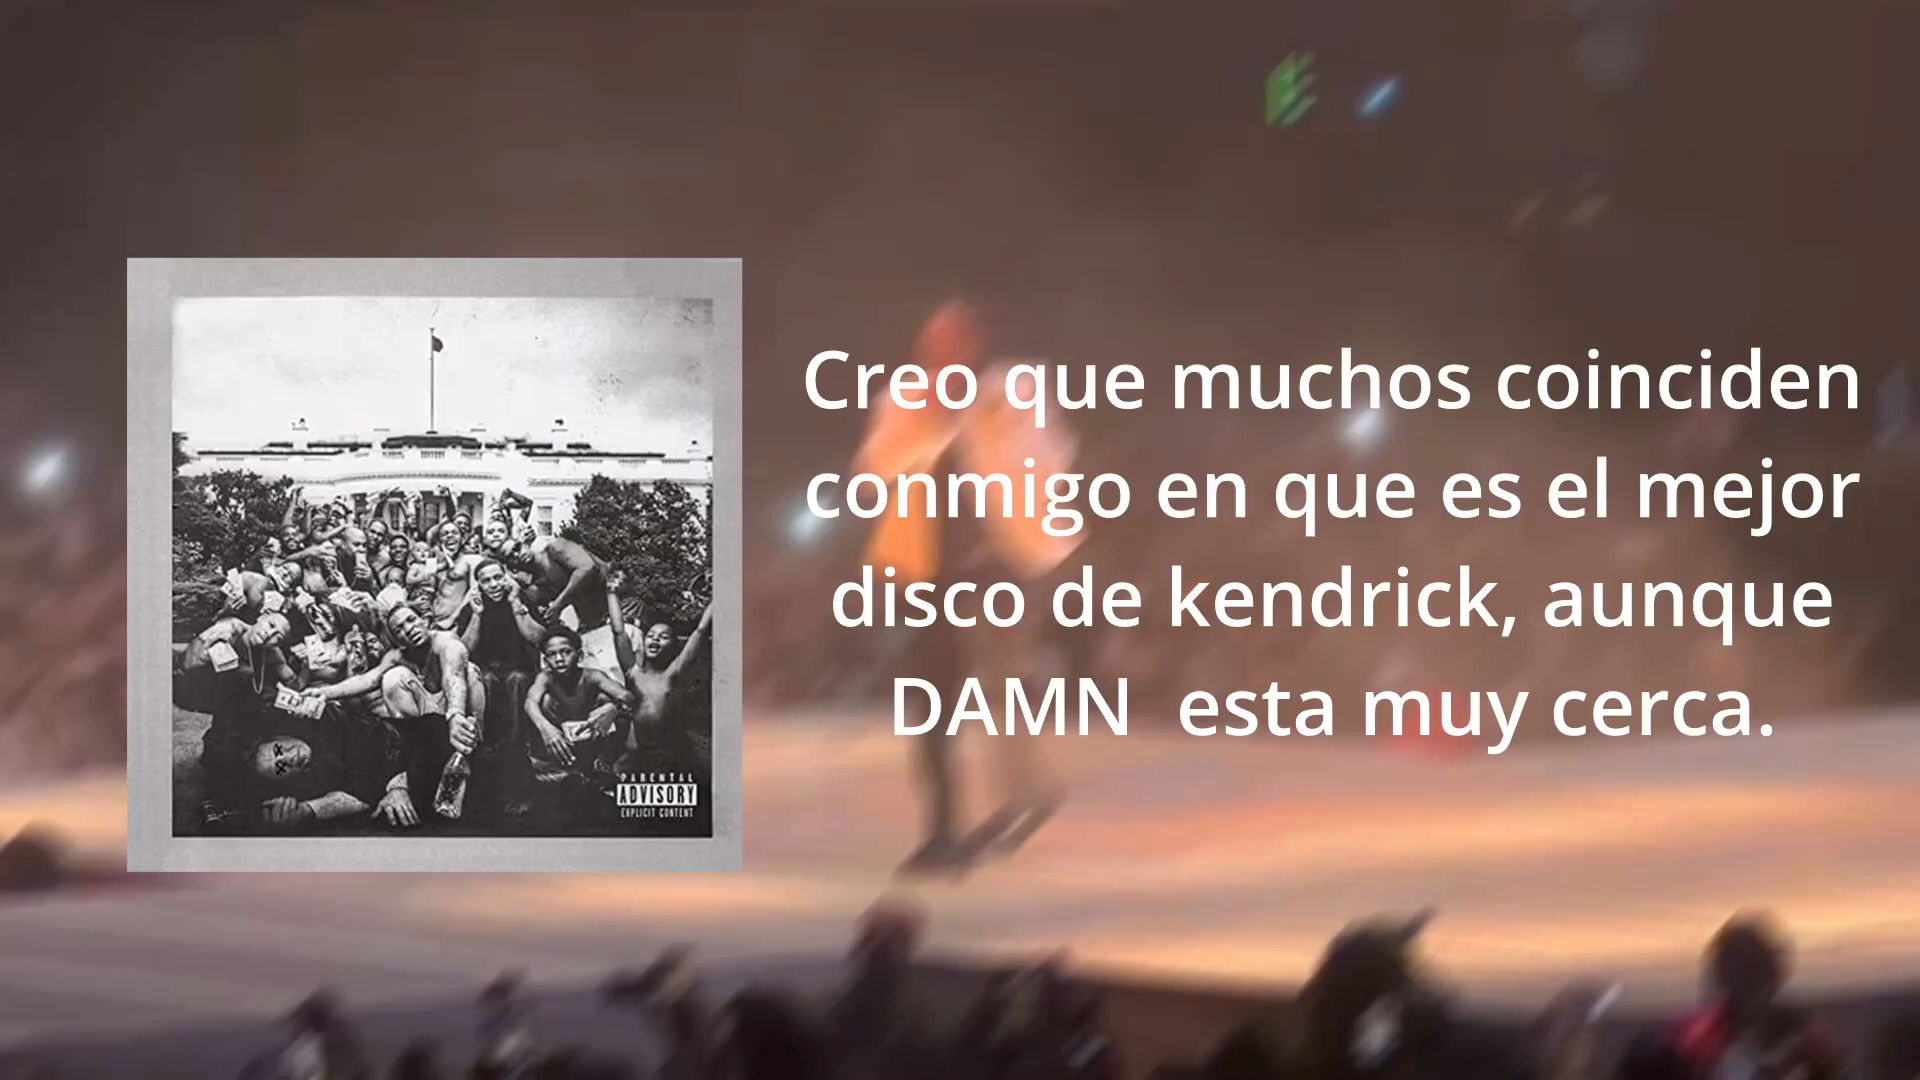 Creo que muchos coinciden
conmigo en que es el mejor
disco de kendrick, aunque
DAMN  esta muy cerca.
PARENTAL
ADVISORY
EXPLICIT CONTENT